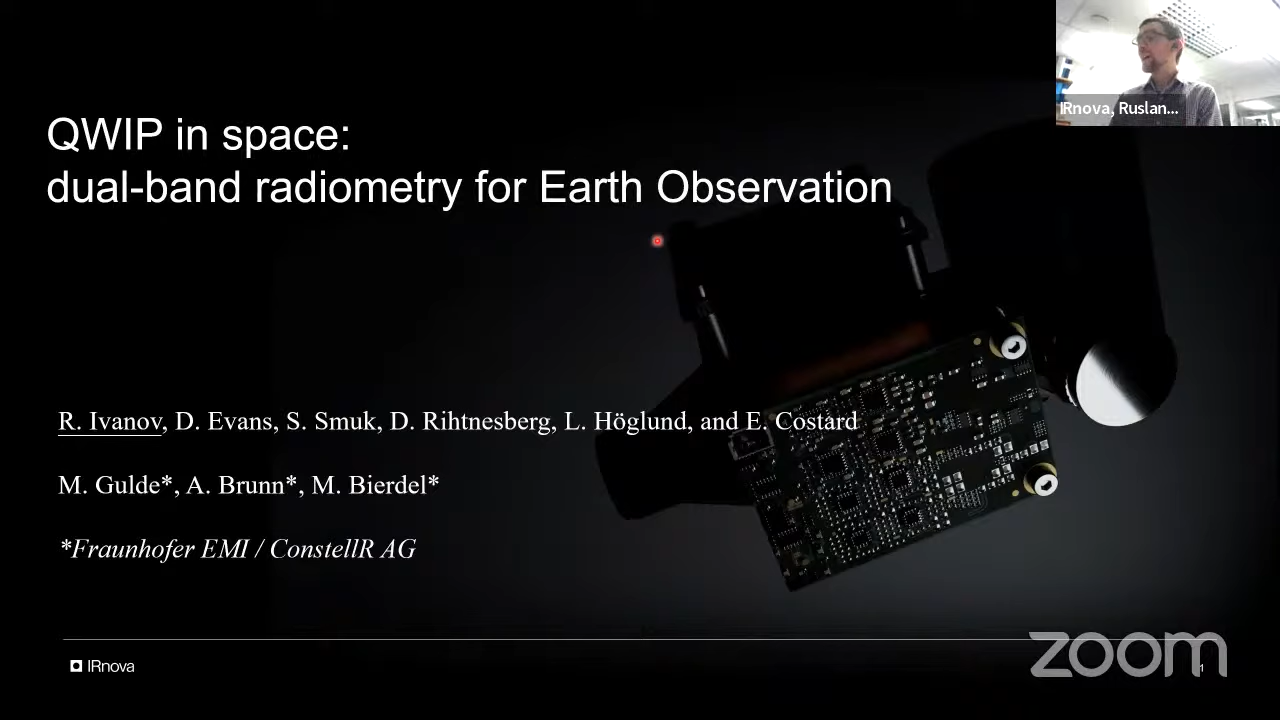 IRnova, Ruslan...
QWIP in space:
dual-band radiometry for Earth Observation
R. Ivanov, D. Evans, S. Smuk, D. Rihtnesberg, L. Höglund, and E. Costard
M. Gulde*, A. Brunn*, M. Bierdel*
*Fraunhofer EMI / ConstellR AG
IRnova
zoom
1